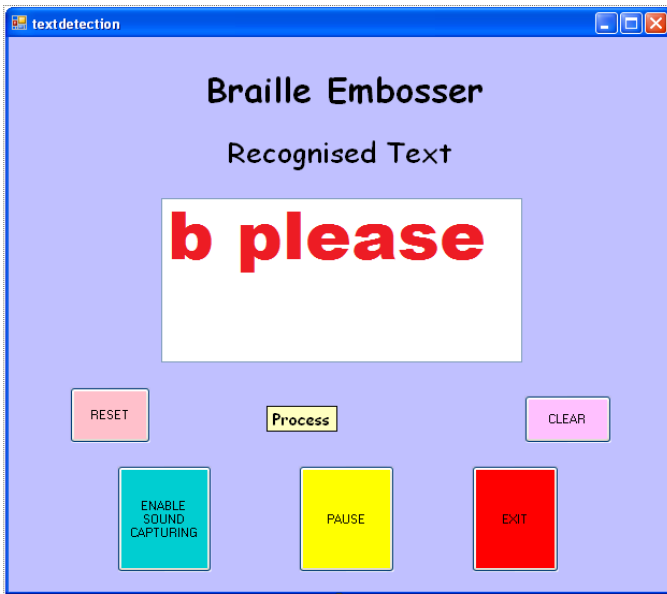 textdetection
Braille Embosser
Recognised Text
b please
RESET
Process
CLEAR
ENABLE
SOUND
CAPTURING
PAUSE
EXIT